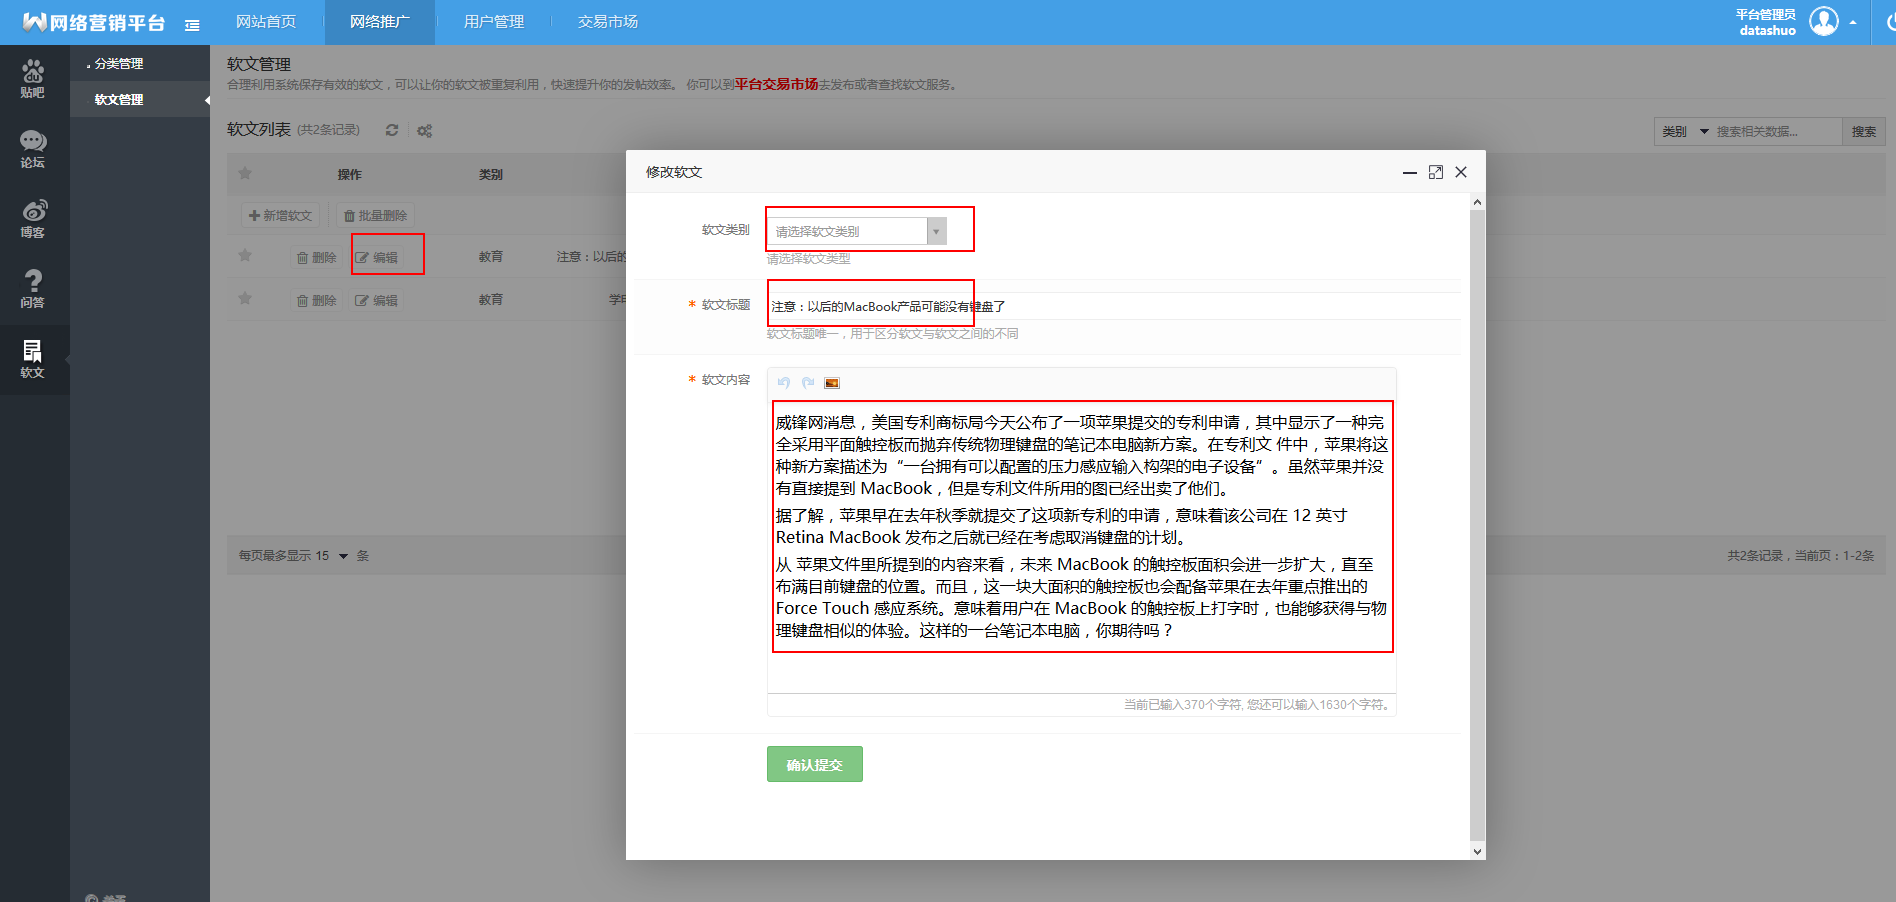 网络营销平台
网站首页
网络推广
用户管理
交易市场
平台管理员
datashuo
贴吧
论坛
博客
问答
软文
分类管理
软文管理
软文管理
合理利用系统保存有效的软文，可以让你的软文被重复利用，快速提升你的发帖效率。 你可以到平台交易市场去发布或者查找软文服务。
软文列表 (共2条记录)
类别 搜索相关数据... 搜索
操作 类别
新增软文 批量删除
删除 编辑 教育 注意：以后的
删除 编辑 教育
每页最多显示 15 条
共2条记录，当前页：1-2条
修改软文
软文类别 请选择软文类别
请选择软文类型
* 软文标题 注意：以后的MacBook产品可能没有键盘了
软文标题唯一，用于区分软文与软文之间的不同
* 软文内容
威锋网消息，美国专利商标局今天公布了一项苹果提交的专利申请，其中显示了一种完
全采用平面触控板而抛弃传统物理键盘的笔记本电脑新方案。在专利文 件中，苹果将这
种新方案描述为“一台拥有可以配置的压力感应输入构架的电子设备”。虽然苹果并没
有直接提到 MacBook，但是专利文件所用的图已经出卖了他们。
据了解，苹果早在去年秋季就提交了这项新专利的申请，意味着该公司在 12 英寸
Retina MacBook 发布之后就已经在考虑取消键盘的计划。
从 苹果文件里所提到的内容来看，未来 MacBook 的触控板面积会进一步扩大，直至
布满目前键盘的位置。而且，这一块大面积的触控板也会配备苹果在去年重点推出的
Force Touch 感应系统。意味着用户在 MacBook 的触控板上打字时，也能够获得与物
理键盘相似的体验。这样的一台笔记本电脑，你期待吗？
当前已输入370个字符, 您还可以输入1630个字符。
确认提交